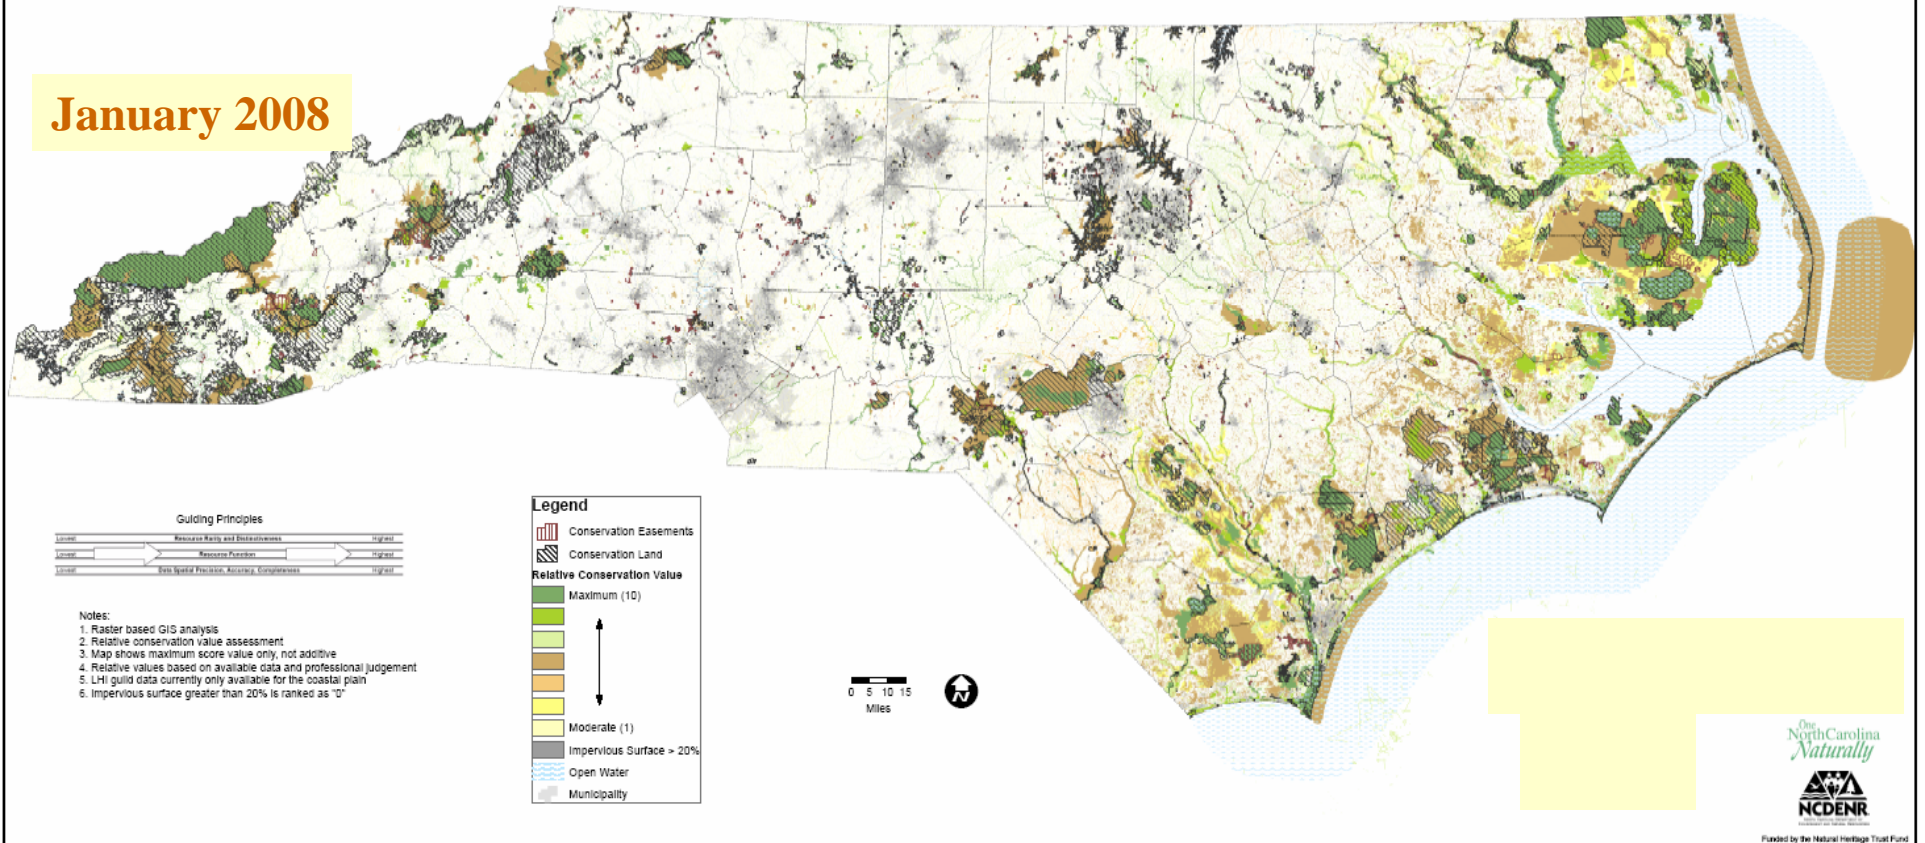 January 2008
Guiding Principles
Lowest Resource Rarity and Distinctiveness Highest
Lowest Resource Function Highest
Lowest Data Spatial Precision, Accuracy, Completeness Highest
Notes:
1. Raster based GIS analysis
2. Relative conservation value assessment
3. Map shows maximum score value only, not additive
4. Relative values based on available data and professional judgement
5. LHI guild data currently only available for the coastal plain
6. Impervious surface greater than 20% is ranked as "0"
Legend
Conservation Easements
Conservation Land
Relative Conservation Value
Maximum (10)
Moderate (1)
Impervious Surface > 20%
Open Water
Municipality
0 5 10 15
Miles
N
One
NorthCarolina
Naturally
NCDENR
Funded by the Natural Heritage Trust Fund